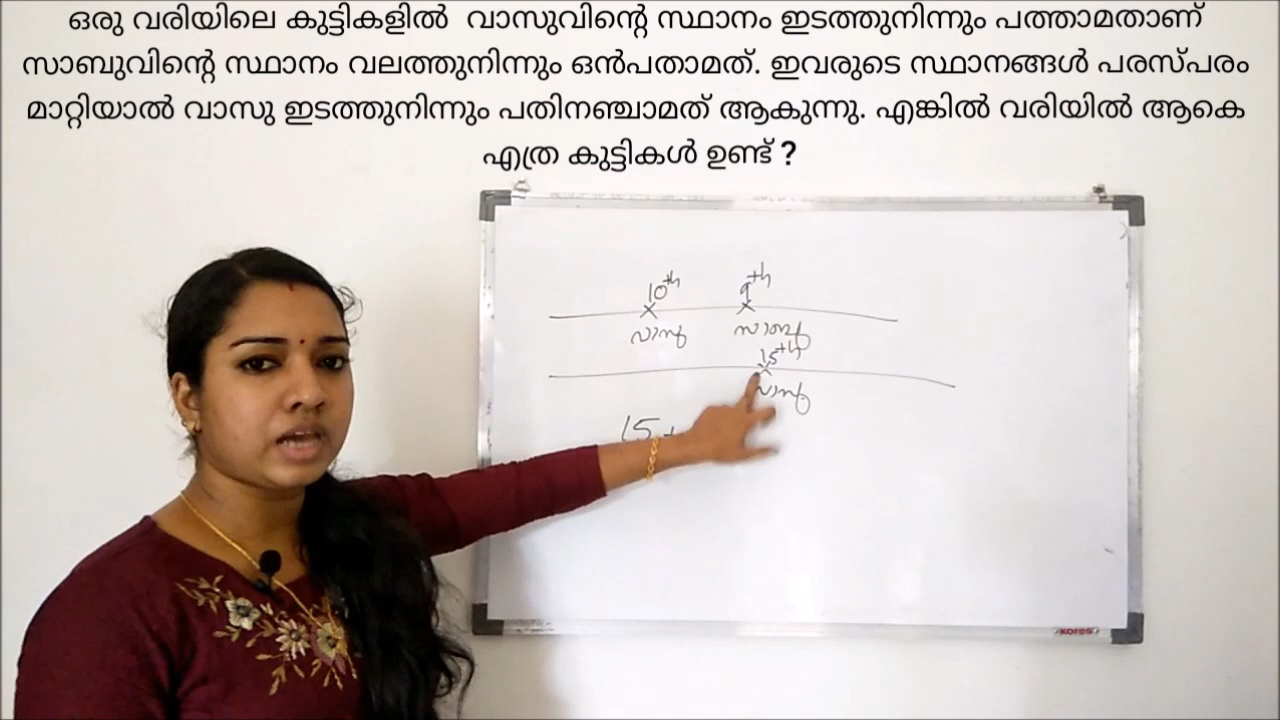 ഒരു വരിയിലെ കുട്ടികളിൽ വാസുവിന്റെ സ്ഥാനം ഇടത്തുനിന്നും പത്താമതാണ്
സാബുവിന്റെ സ്ഥാനം വലത്തുനിന്നും ഒൻപതാമത്. ഇവരുടെ സ്ഥാനങ്ങൾ പരസ്പരം
മാറ്റിയാൽ വാസു ഇടത്തുനിന്നും പതിനഞ്ചാമത് ആകുന്നു. എങ്കിൽ വരിയിൽ ആകെ
എത്ര കുട്ടികൾ ഉണ്ട് ?
10th 9th
വാസു സാബു
15th
വാസു
15 +
kores